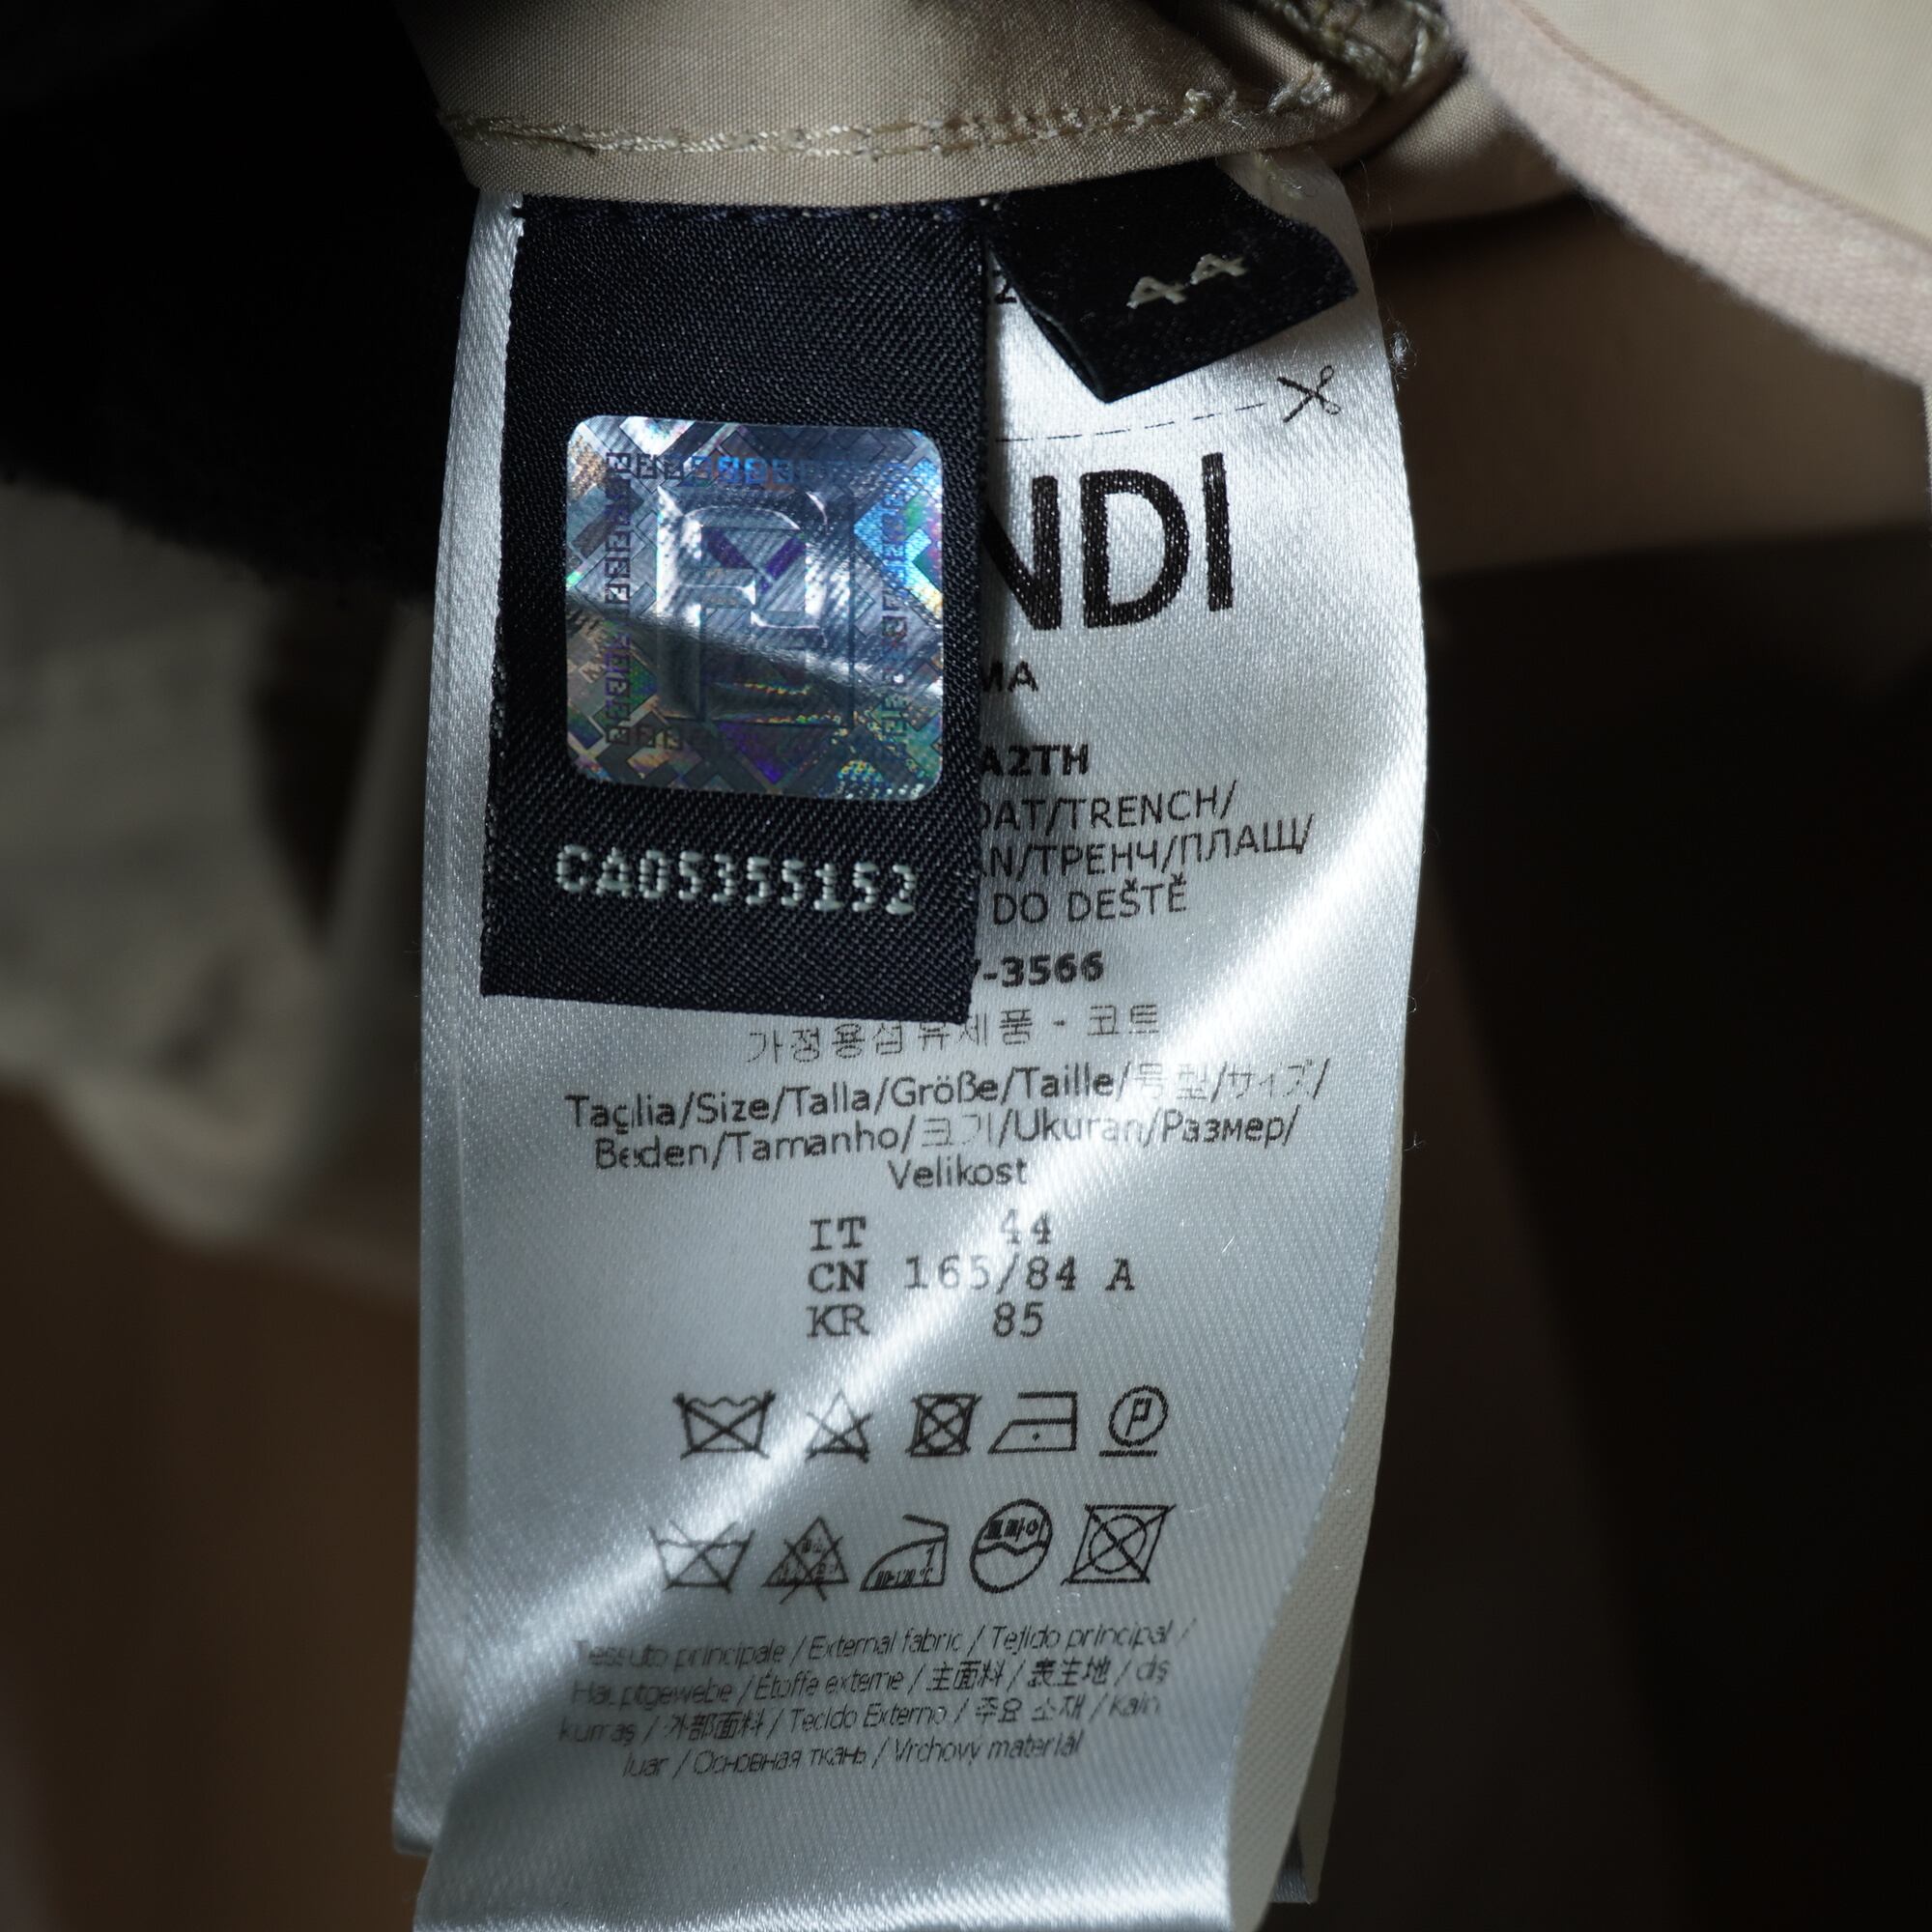 44
NDI
MA
A2TH
OAT/TRENCH/
AN/ТРЕНЧ/ПЛАЩ/
DO DEŠTĚ
CA05355152
-3566
가정용섬유제품 - 코트
Taglia/Size/Talla/Größe/Taille/号型/サイズ/
Beden/Tamanho/크기/Ukuran/Размер/
Velikost
IT 44
CN 165/84 A
KR 85
P
드라이
Tessuto principale / External fabric / Tejido principal /
Hauptgewebe / Étoffe externe / 主面料 / 表生地 / dış
kumaş / 外部面料 / Tecido Externo / 주요 소재 / Kain
luar / Основная ткань / Vrchový materiál